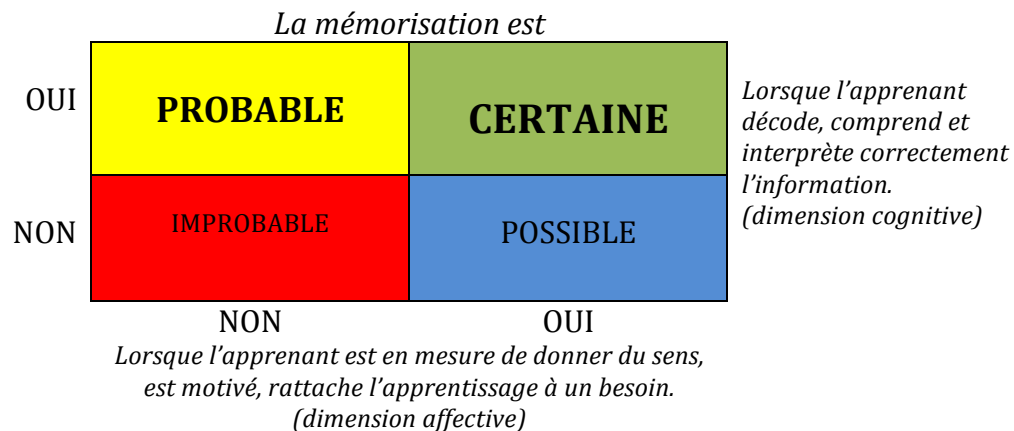 La mémorisation est
OUI
PROBABLE
CERTAINE
Lorsque l’apprenant
décode, comprend et
interprète correctement
l’information.
(dimension cognitive)
NON
IMPROBABLE
POSSIBLE
NON
OUI
Lorsque l’apprenant est en mesure de donner du sens,
est motivé, rattache l’apprentissage à un besoin.
(dimension affective)